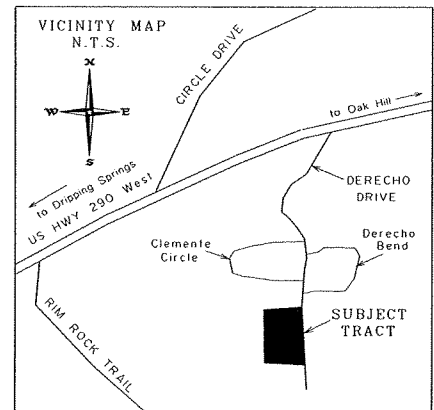 VICINITY MAP
N.T.S.
N
W E
S
CIRCLE DRIVE
to Oak Hill
to Dripping Springs
US HWY 290 West
DERECHO
DRIVE
Clemente
Circle
Derecho
Bend
SUBJECT
TRACT
RIM ROCK TRAIL